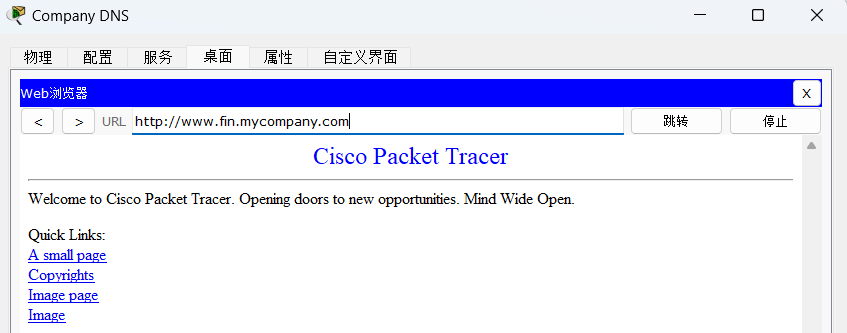 Company DNS
物理 配置 服务 桌面 属性 自定义界面
Web浏览器 X
< > URL http://www.fin.mycompany.com 跳转 停止
Cisco Packet Tracer
Welcome to Cisco Packet Tracer. Opening doors to new opportunities. Mind Wide Open.
Quick Links:
A small page
Copyrights
Image page
Image